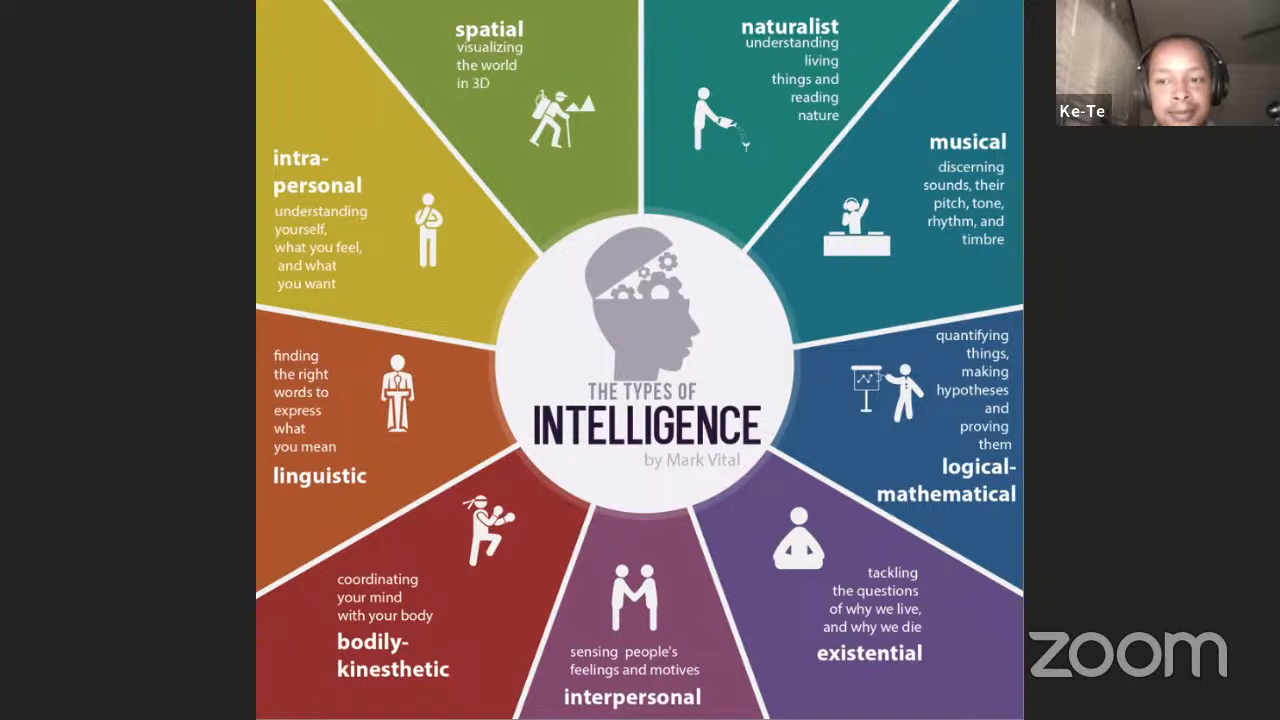 spatial
visualizing
the world
in 3D
naturalist
understanding
living
things and
reading
nature
musical
discerning
sounds, their
pitch, tone,
rhythm, and
timbre
quantifying
things,
making
hypotheses
and
proving
them
logical-
mathematical
tackling
the questions
of why we live,
and why we die
existential
sensing people's
feelings and motives
interpersonal
coordinating
your mind
with your body
bodily-
kinesthetic
finding
the right
words to
express
what
you mean
linguistic
intra-
personal
understanding
yourself,
what you feel,
and what
you want
THE TYPES OF
INTELLIGENCE
by Mark Vital
Ke-Te
zoom